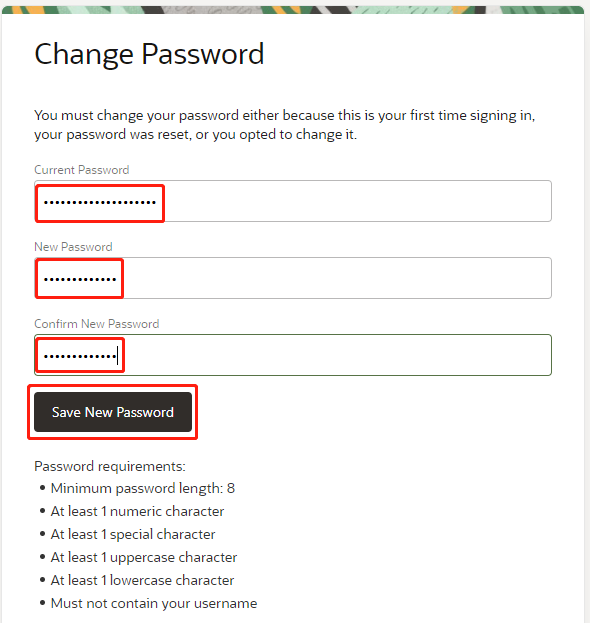 Change Password
You must change your password either because this is your first time signing in,
your password was reset, or you opted to change it.
Current Password
••••••••••••••••••••
New Password
•••••••••••••
Confirm New Password
•••••••••••••
Save New Password
Password requirements:
• Minimum password length: 8
• At least 1 numeric character
• At least 1 special character
• At least 1 uppercase character
• At least 1 lowercase character
• Must not contain your username